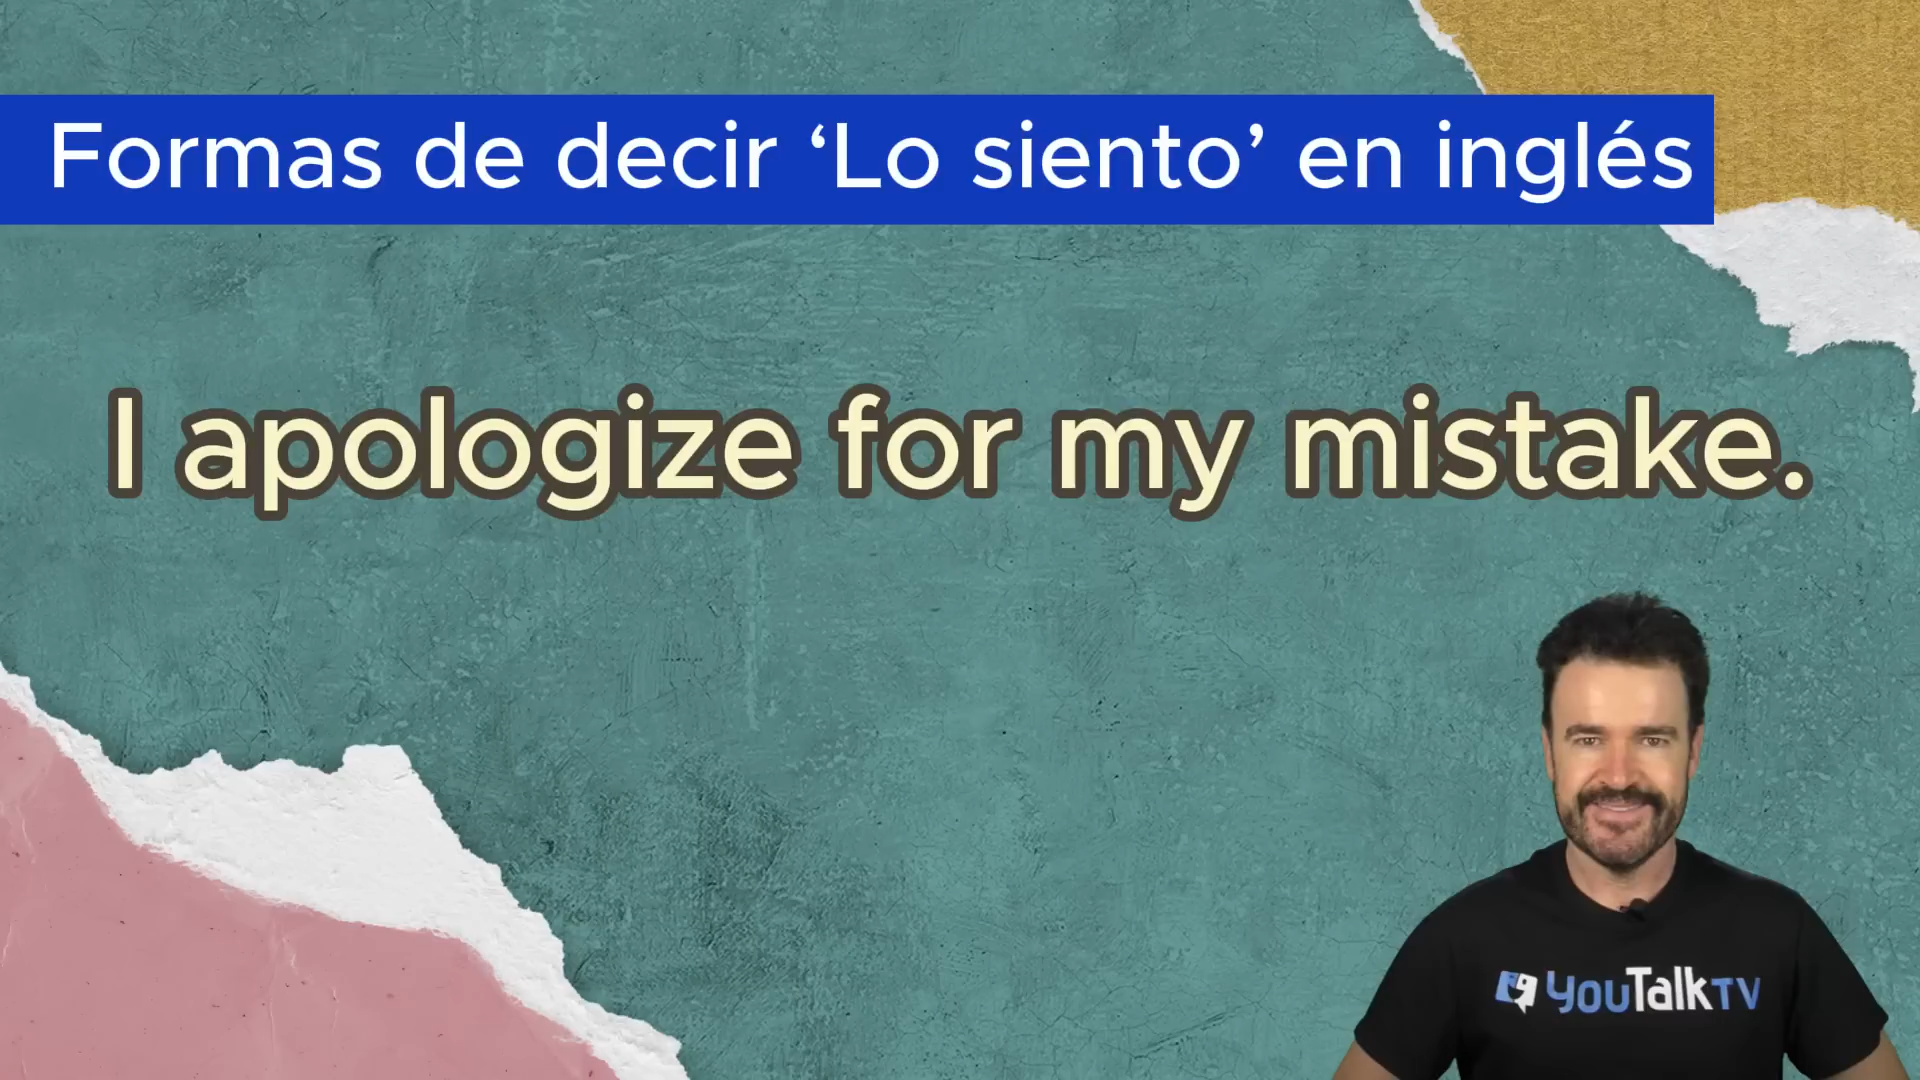 Formas de decir ‘Lo siento’ en inglés
I apologize for my mistake.
YouTalkTV